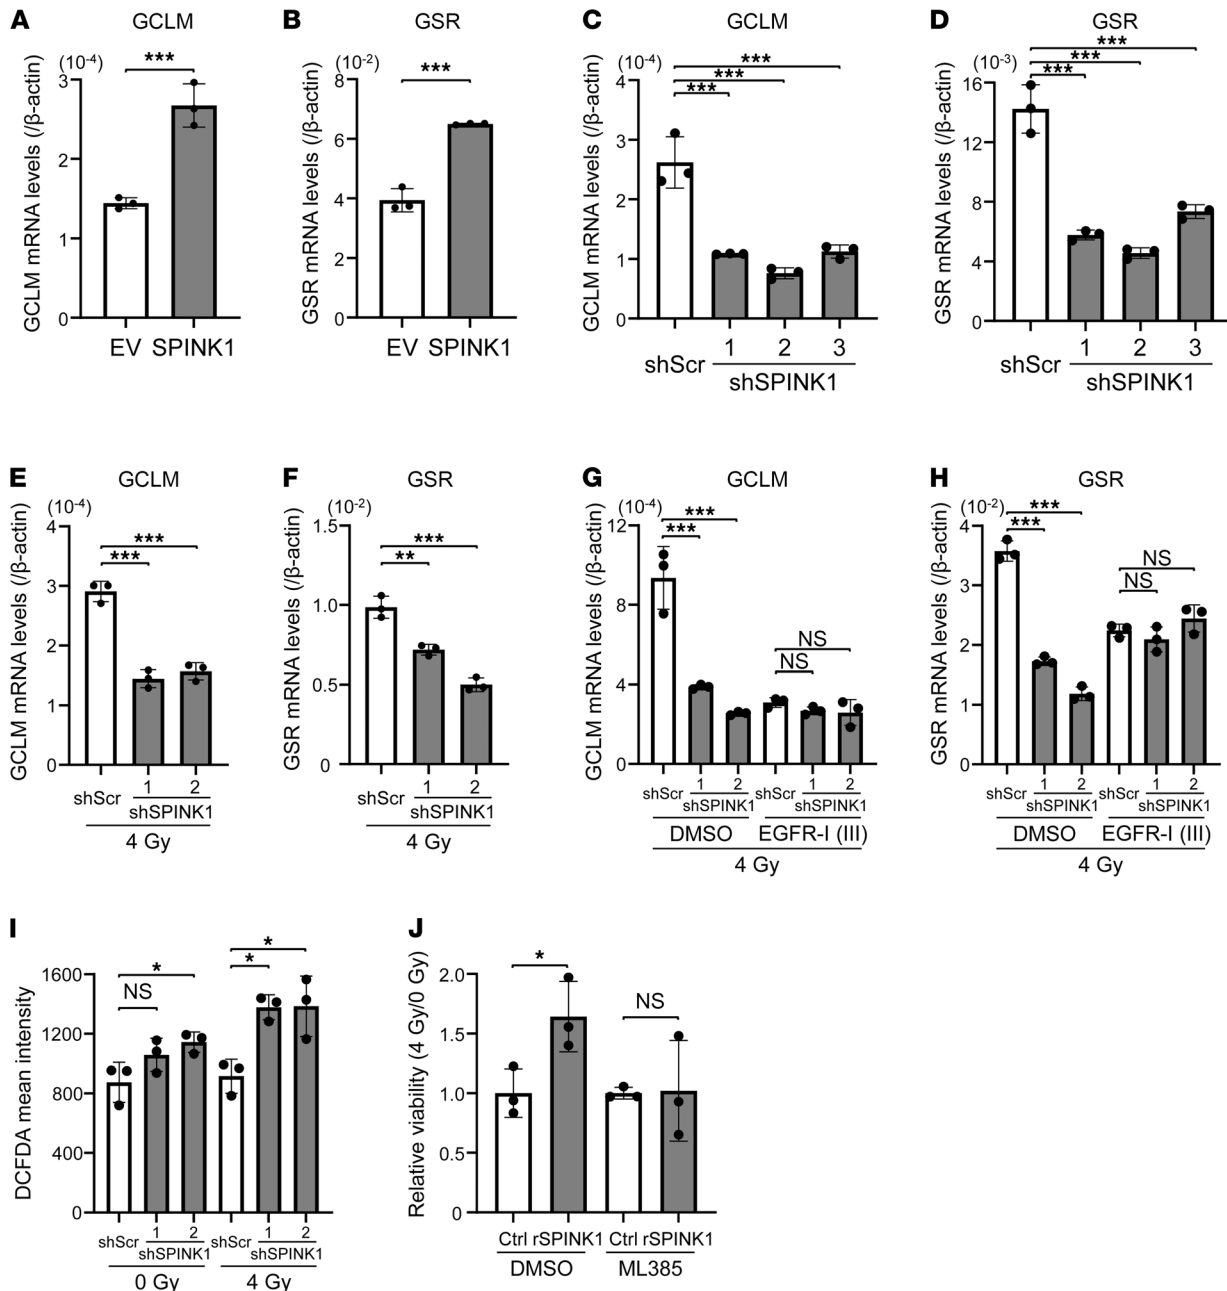 A
GCLM
(10-4)
GCLM mRNA levels (/β-actin)
3
2
1
0
***
EV SPINK1
B
GSR
(10-2)
GSR mRNA levels (/β-actin)
8
6
4
2
0
***
EV SPINK1
C
GCLM
(10-4)
GCLM mRNA levels (/β-actin)
4
3
2
1
0
***
***
***
shScr
1 2 3
shSPINK1
D
GSR
(10-3)
GSR mRNA levels (/β-actin)
16
12
8
4
0
***
***
***
shScr
1 2 3
shSPINK1
E
GCLM
(10-4)
GCLM mRNA levels (/β-actin)
4
3
2
1
0
***
***
shScr
1 2
shSPINK1
4 Gy
F
GSR
(10-2)
GSR mRNA levels (/β-actin)
1.5
1.0
0.5
0
***
**
shScr
1 2
shSPINK1
4 Gy
G
GCLM
(10-4)
GCLM mRNA levels (/β-actin)
12
8
4
0
***
***
NS
NS
shScr
1 2
shSPINK1
shScr
1 2
shSPINK1
DMSO
EGFR-I (III)
4 Gy
H
GSR
(10-2)
GSR mRNA levels (/β-actin)
4
3
2
1
0
***
***
NS
NS
shScr
1 2
shSPINK1
shScr
1 2
shSPINK1
DMSO
EGFR-I (III)
4 Gy
I
DCFDA mean intensity
1600
1200
800
400
0
*
NS
*
*
shScr
1 2
shSPINK1
shScr
1 2
shSPINK1
0 Gy
4 Gy
J
Relative viability (4 Gy/0 Gy)
2.0
1.5
1.0
0.5
0
*
NS
Ctrl rSPINK1
Ctrl rSPINK1
DMSO
ML385